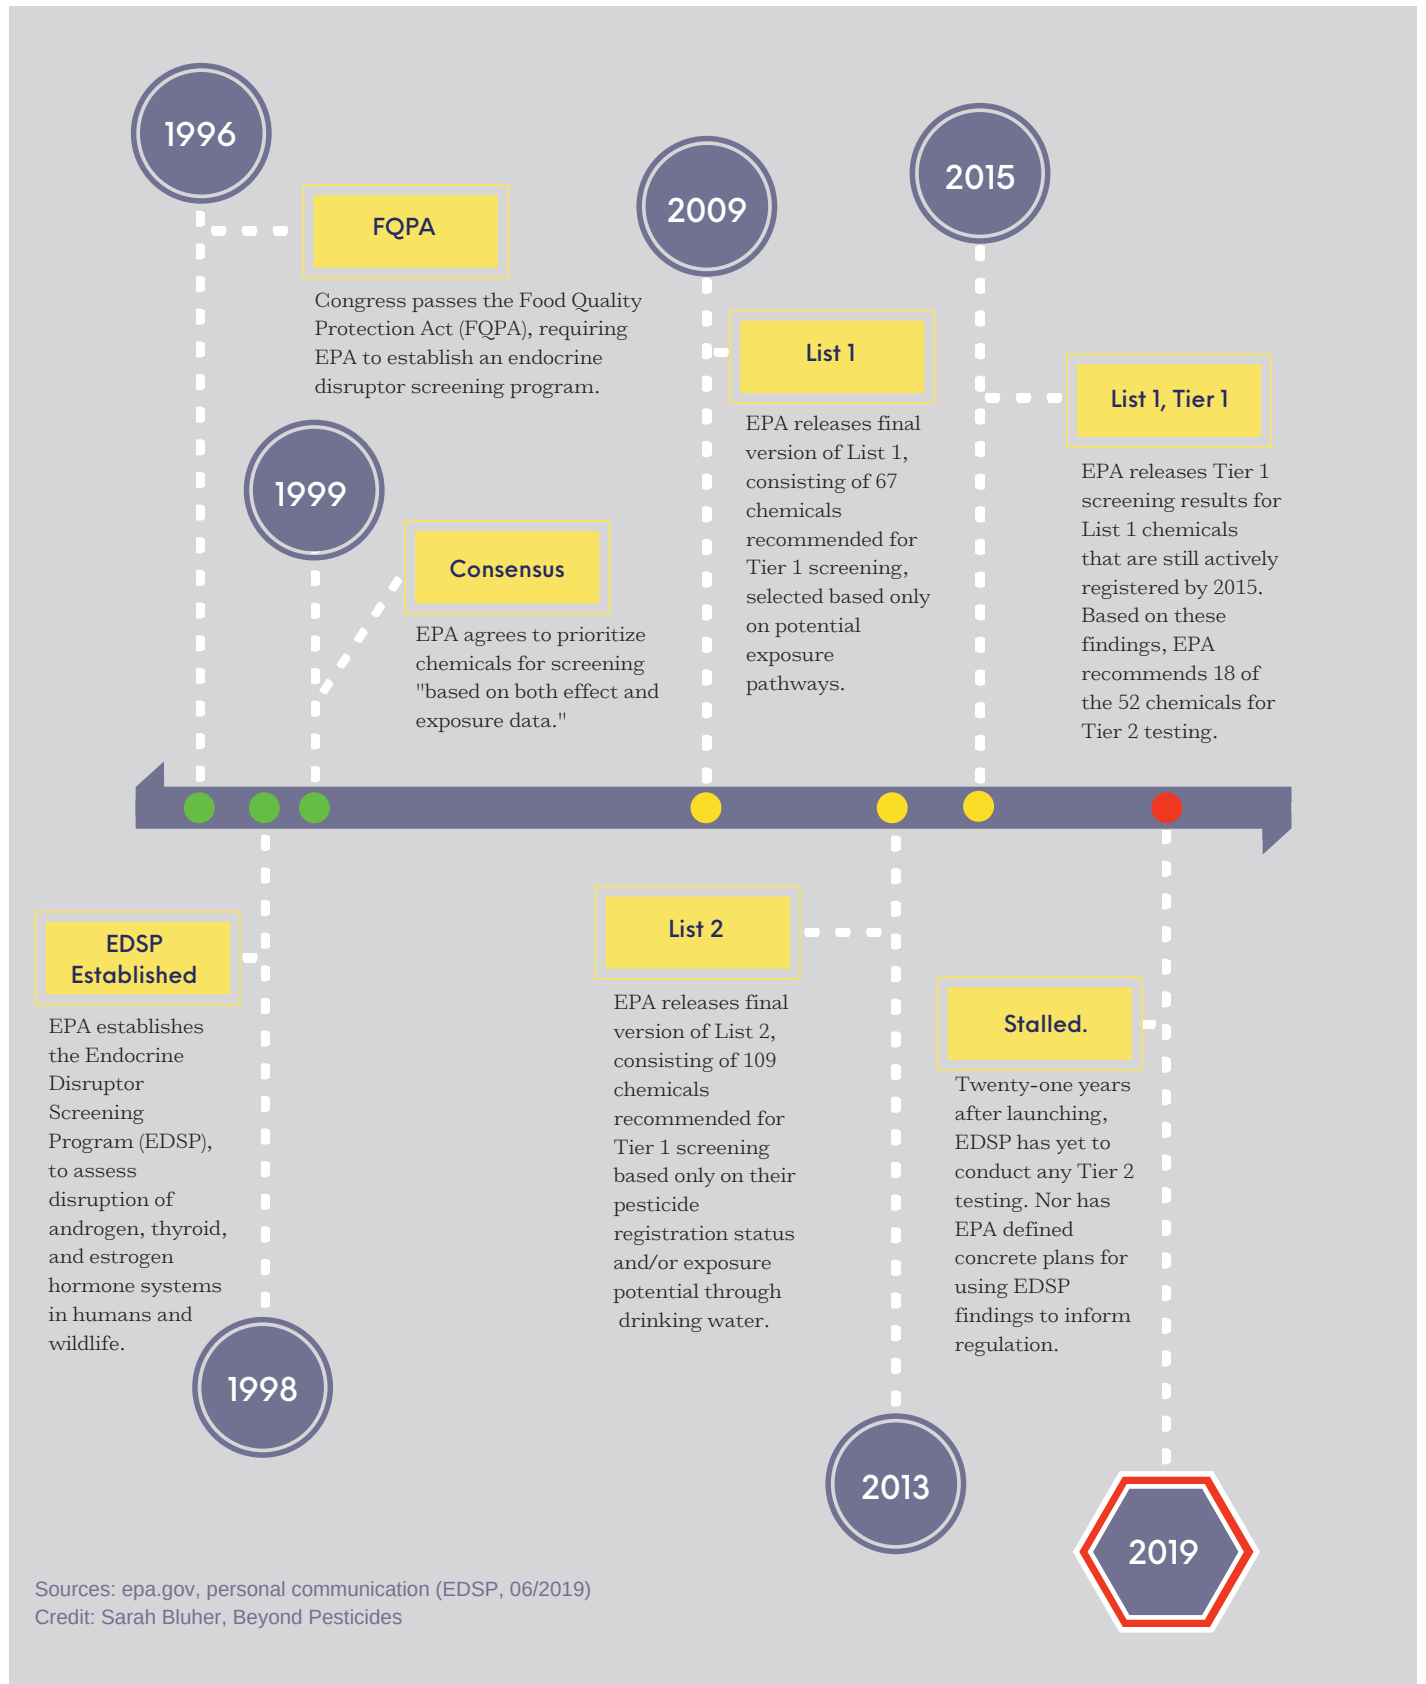 1996
FQPA
Congress passes the Food Quality
Protection Act (FQPA), requiring
EPA to establish an endocrine
disruptor screening program.
1999
Consensus
EPA agrees to prioritize
chemicals for screening
"based on both effect and
exposure data."
2009
List 1
EPA releases final
version of List 1,
consisting of 67
chemicals
recommended for
Tier 1 screening,
selected based only
on potential
exposure
pathways.
2015
List 1, Tier 1
EPA releases Tier 1
screening results for
List 1 chemicals
that are still actively
registered by 2015.
Based on these
findings, EPA
recommends 18 of
the 52 chemicals for
Tier 2 testing.
EDSP
Established
EPA establishes
the Endocrine
Disruptor
Screening
Program (EDSP),
to assess
disruption of
androgen, thyroid,
and estrogen
hormone systems
in humans and
wildlife.
1998
List 2
EPA releases final
version of List 2,
consisting of 109
chemicals
recommended for
Tier 1 screening
based only on their
pesticide
registration status
and/or exposure
potential through
drinking water.
2013
Stalled.
Twenty-one years
after launching,
EDSP has yet to
conduct any Tier 2
testing. Nor has
EPA defined
concrete plans for
using EDSP
findings to inform
regulation.
2019
Sources: epa.gov, personal communication (EDSP, 06/2019)
Credit: Sarah Bluher, Beyond Pesticides